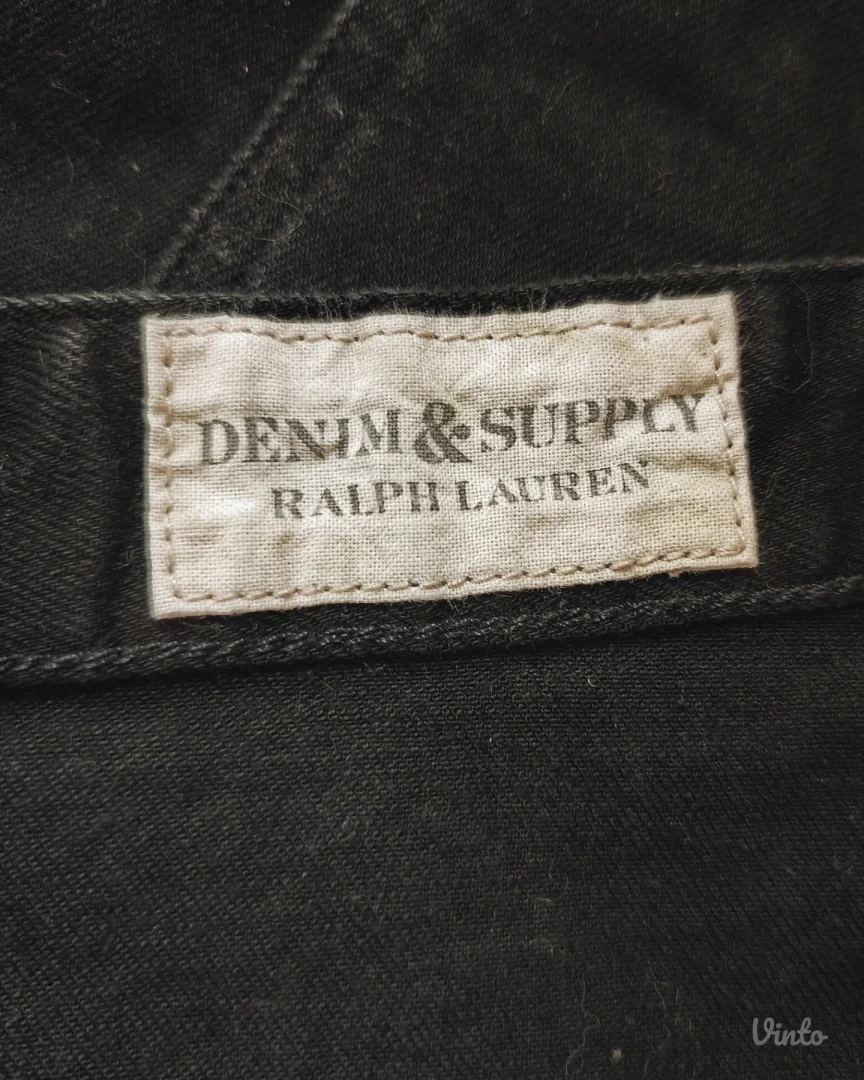 DENIM & SUPPLY
RALPH LAUREN
Vinto